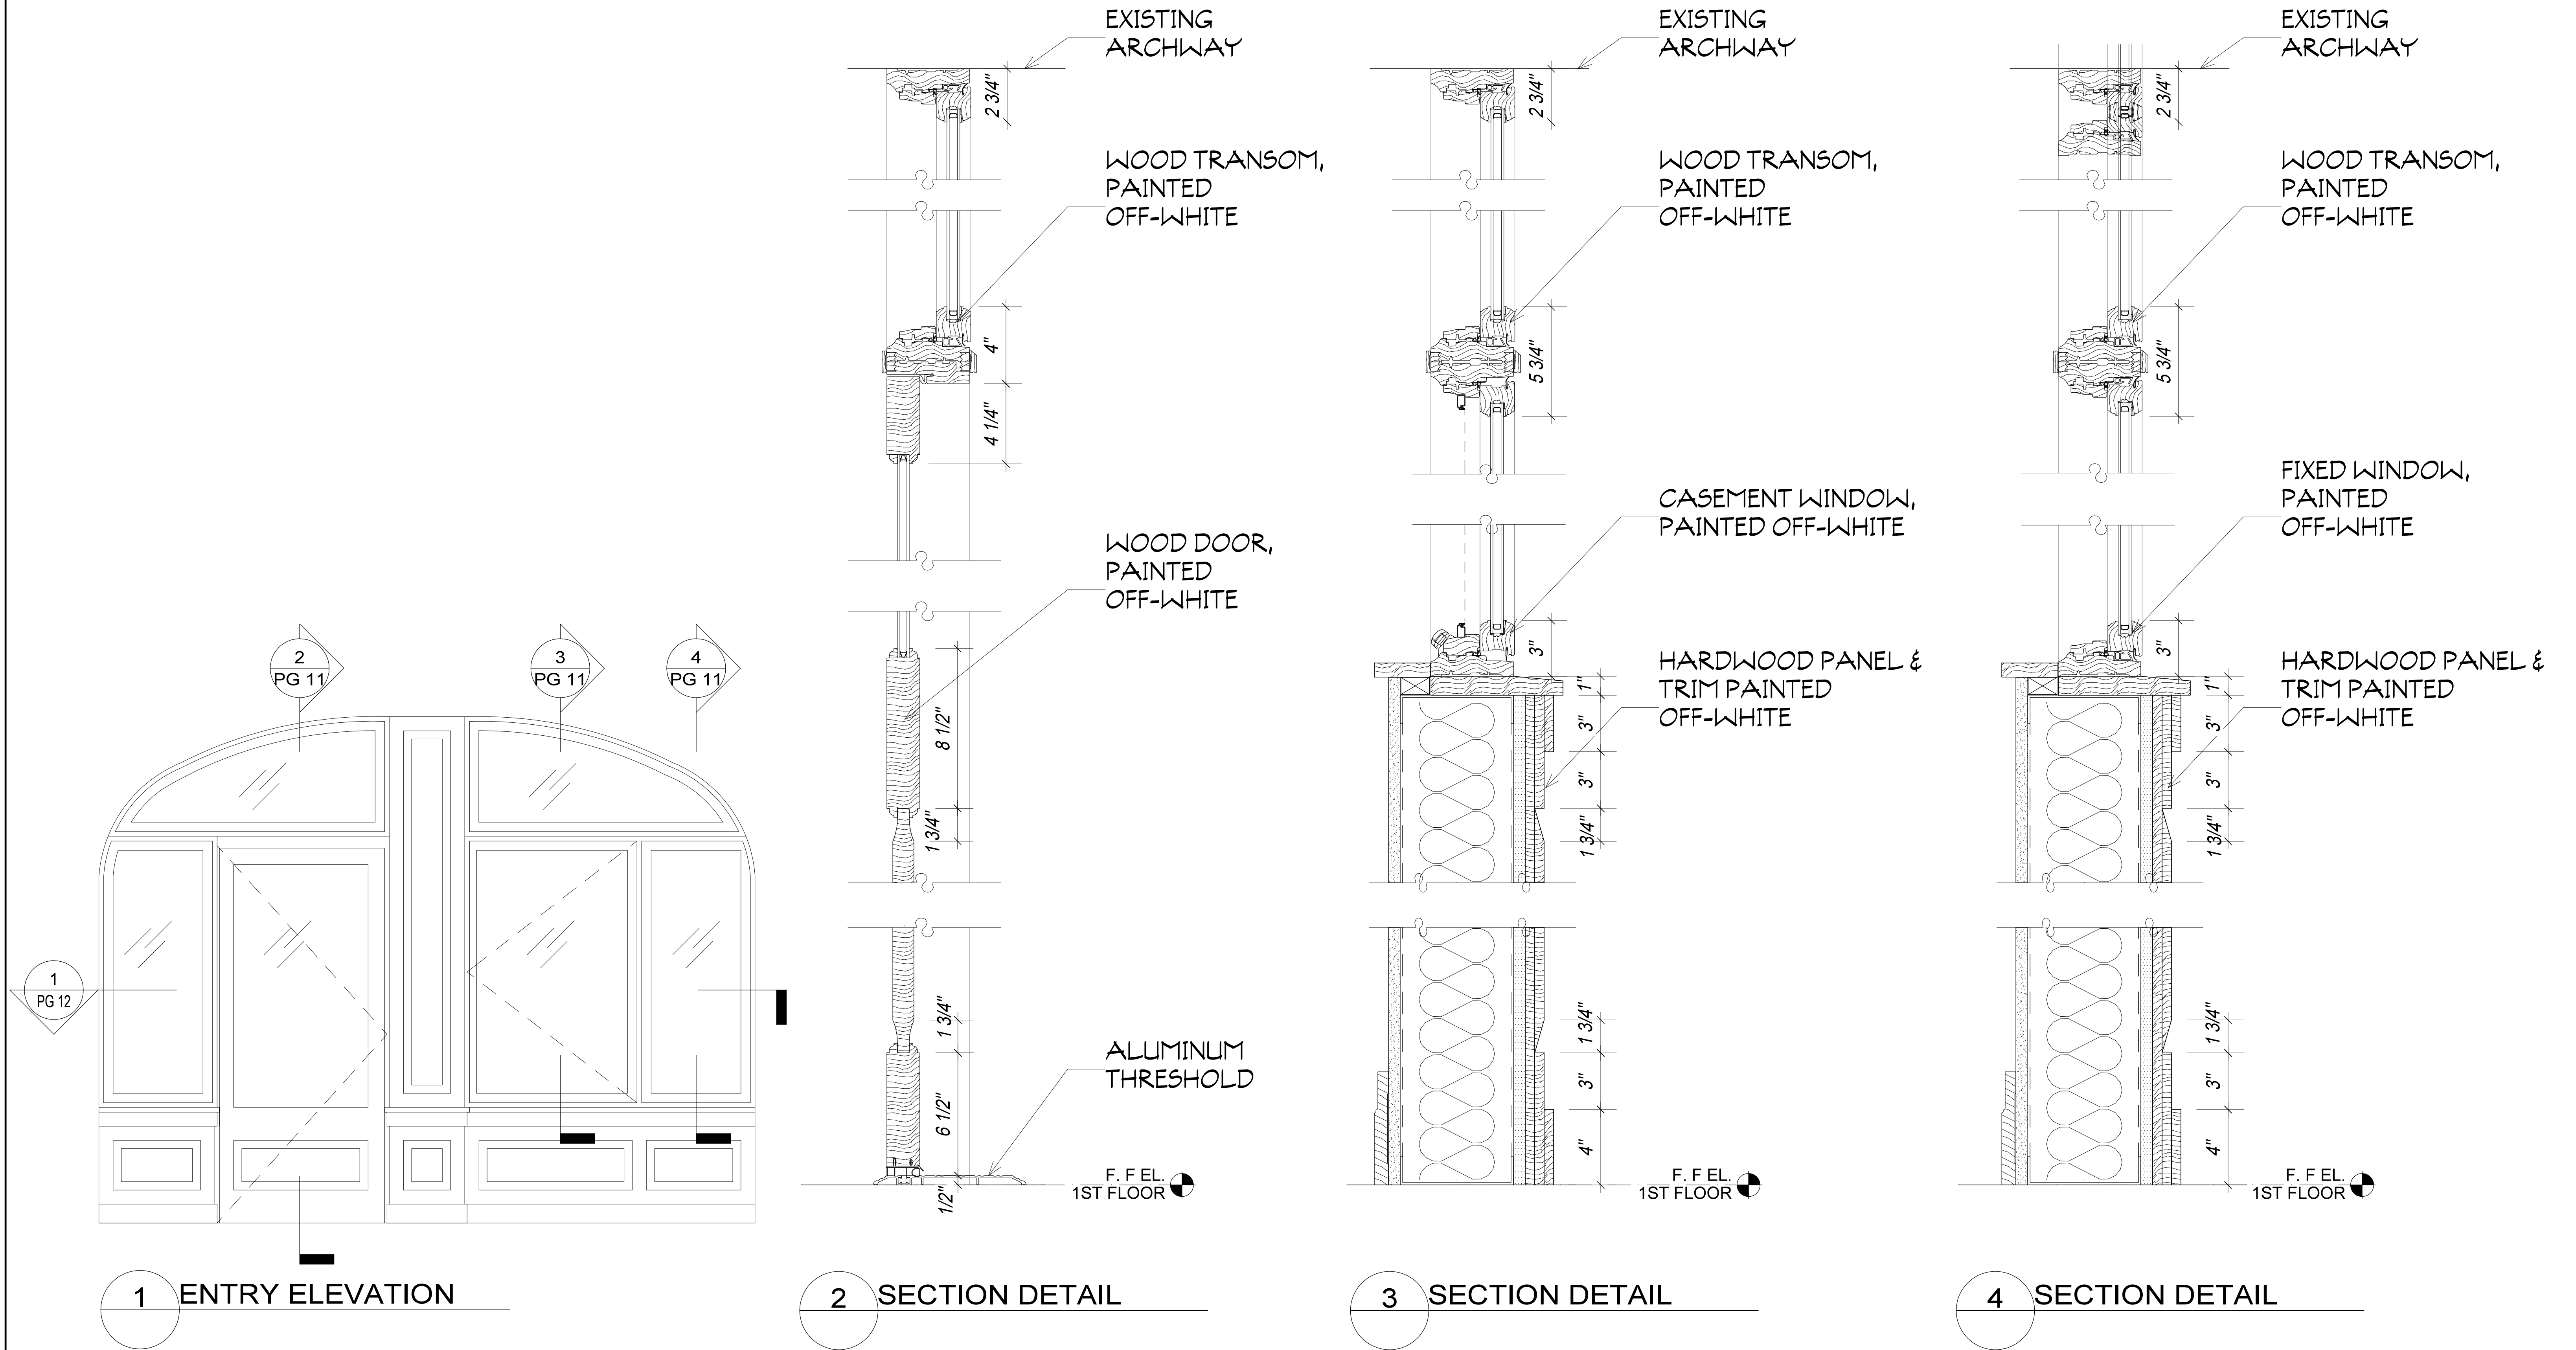 2
PG 11
3
PG 11
4
PG 11
1
PG 12
1
ENTRY ELEVATION
EXISTING
ARCHWAY
2 3/4"
WOOD TRANSOM,
PAINTED
OFF-WHITE
4"
4 1/4"
WOOD DOOR,
PAINTED
OFF-WHITE
8 1/2"
1 3/4"
1 3/4"
6 1/2"
1/2"
ALUMINUM
THRESHOLD
F. F EL.
1ST FLOOR
2
SECTION DETAIL
EXISTING
ARCHWAY
2 3/4"
WOOD TRANSOM,
PAINTED
OFF-WHITE
5 3/4"
CASEMENT WINDOW,
PAINTED OFF-WHITE
3"
1"
HARDWOOD PANEL &
TRIM PAINTED
OFF-WHITE
3"
3"
1 3/4"
1 3/4"
3"
4"
F. F EL.
1ST FLOOR
3
SECTION DETAIL
EXISTING
ARCHWAY
2 3/4"
WOOD TRANSOM,
PAINTED
OFF-WHITE
5 3/4"
FIXED WINDOW,
PAINTED
OFF-WHITE
3"
1"
HARDWOOD PANEL &
TRIM PAINTED
OFF-WHITE
3"
3"
1 3/4"
1 3/4"
3"
4"
F. F EL.
1ST FLOOR
4
SECTION DETAIL